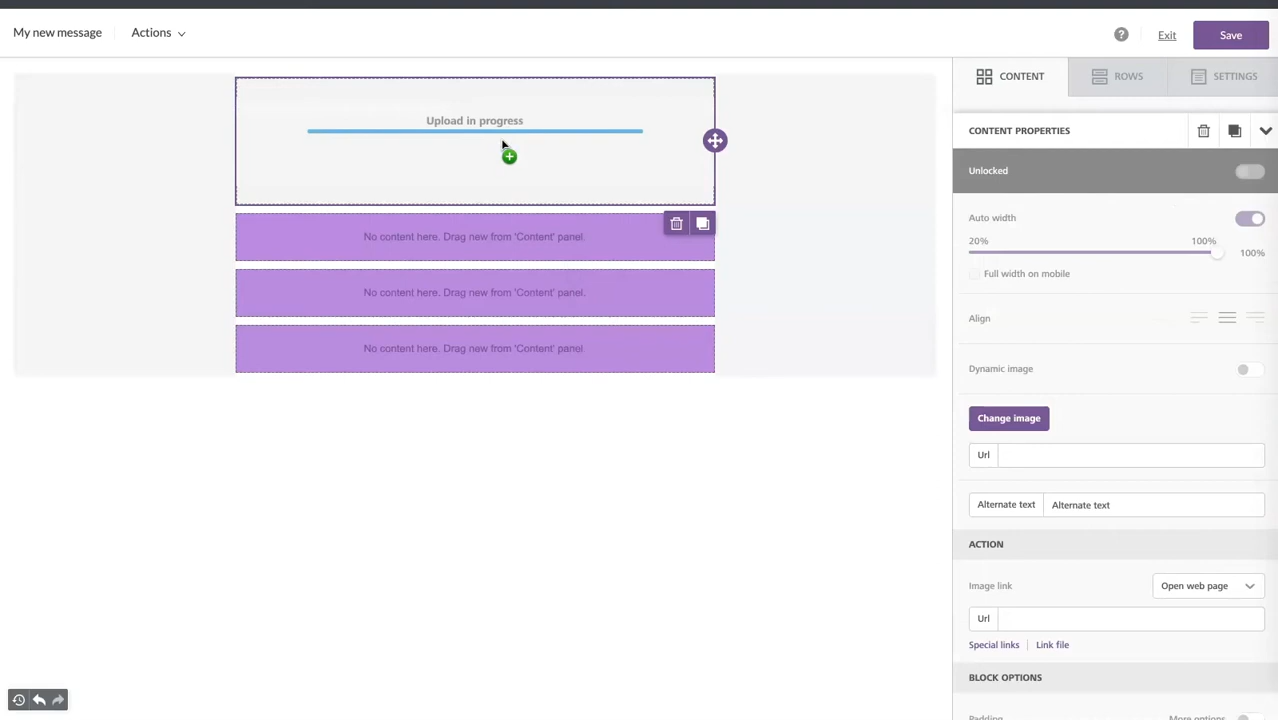 My new message
Actions
Exit
Save
CONTENT
ROWS
SETTINGS
Upload in progress
CONTENT PROPERTIES
Unlocked
Auto width
20%
100%
100%
Full width on mobile
Align
Dynamic image
Change image
Url
Alternate text
Alternate text
ACTION
Image link
Open web page
Url
Special links
Link file
BLOCK OPTIONS
Padding
More options
No content here. Drag new from 'Content' panel.
No content here. Drag new from 'Content' panel.
No content here. Drag new from 'Content' panel.